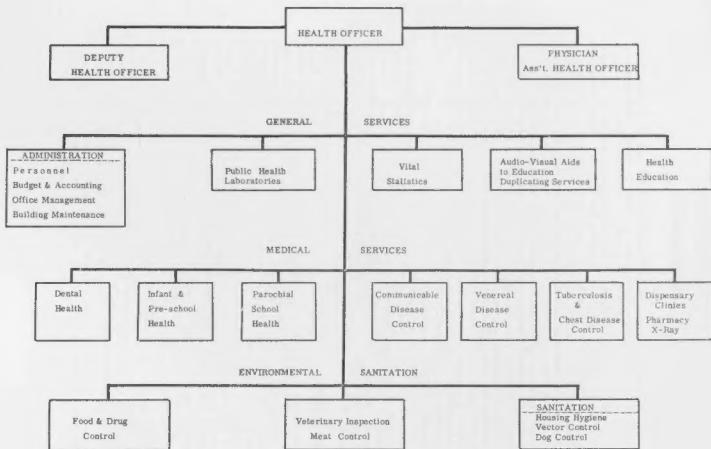 HEALTH OFFICER
DEPUTY
HEALTH OFFICER
PHYSICIAN
Ass't. HEALTH OFFICER
GENERAL SERVICES
ADMINISTRATION
Personnel
Budget & Accounting
Office Management
Building Maintenance
Public Health
Laboratories
Vital
Statistics
Audio-Visual Aids
to Education
Duplicating Services
Health
Education
MEDICAL SERVICES
Dental
Health
Infant &
Pre-school
Health
Parochial
School
Health
Communicable
Disease
Control
Venereal
Disease
Control
Tuberculosis
&
Chest Disease
Control
Dispensary
Clinics
Pharmacy
X-Ray
ENVIRONMENTAL SANITATION
Food & Drug
Control
Veterinary Inspection
Meat Control
SANITATION
Housing Hygiene
Vector Control
Dog Control